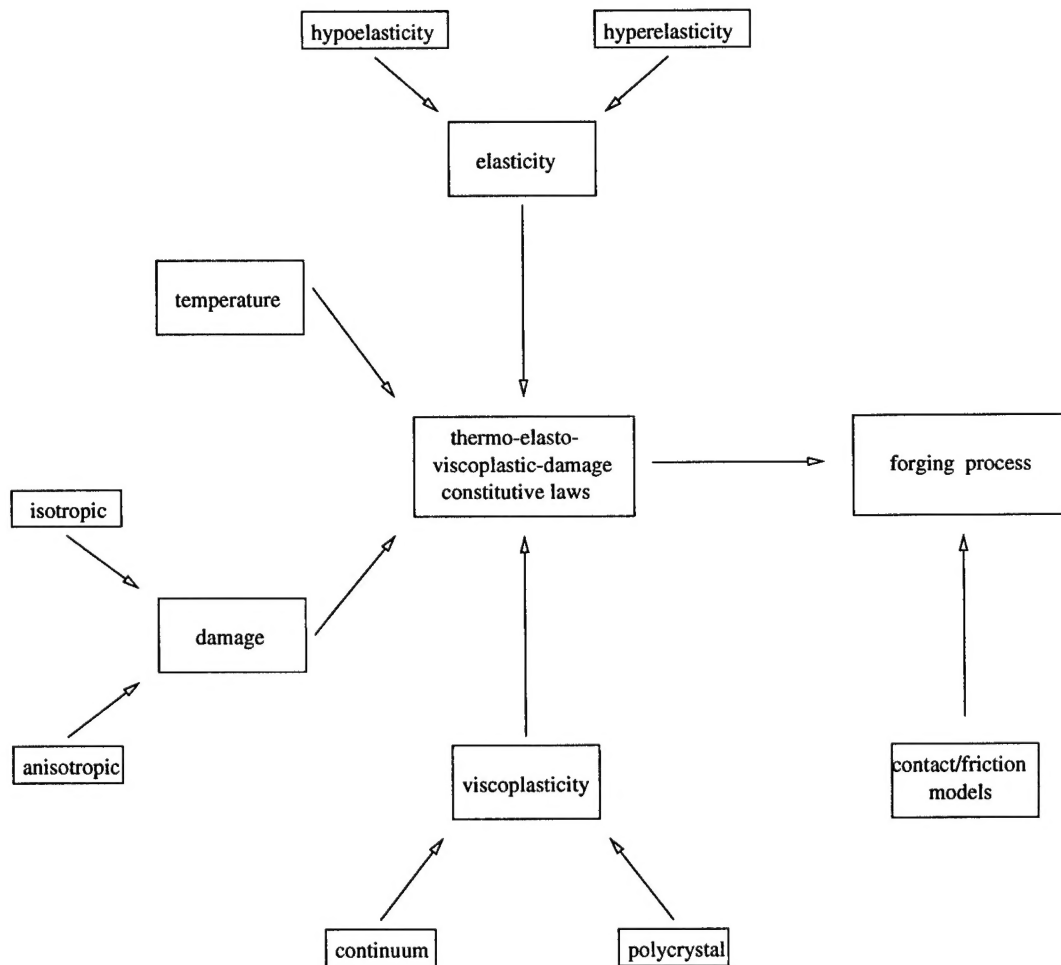 hypoelasticity
hyperelasticity
elasticity
temperature
thermo-elasto-
viscoplastic-damage
constitutive laws
forging process
isotropic
damage
anisotropic
viscoplasticity
contact/friction
models
continuum
polycrystal